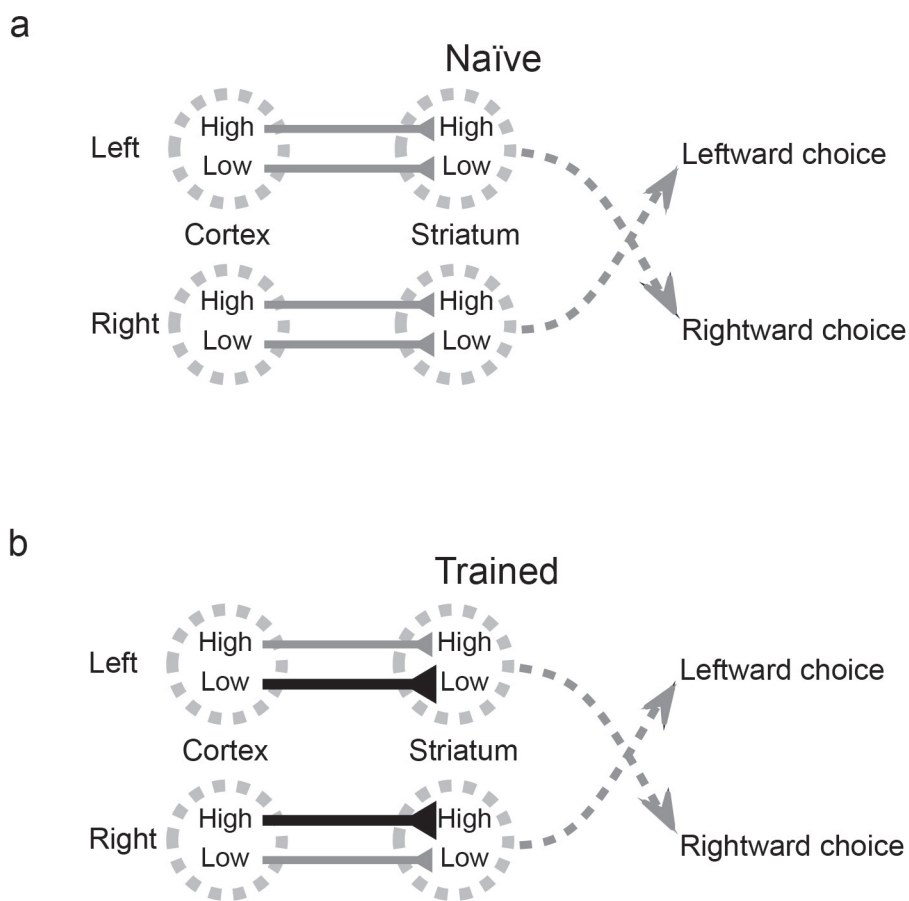 a
Naïve
Left
High
High
Low
Low
Leftward choice
Cortex
Striatum
Right
High
High
Low
Low
Rightward choice
b
Trained
Left
High
High
Low
Low
Leftward choice
Cortex
Striatum
Right
High
High
Low
Low
Rightward choice